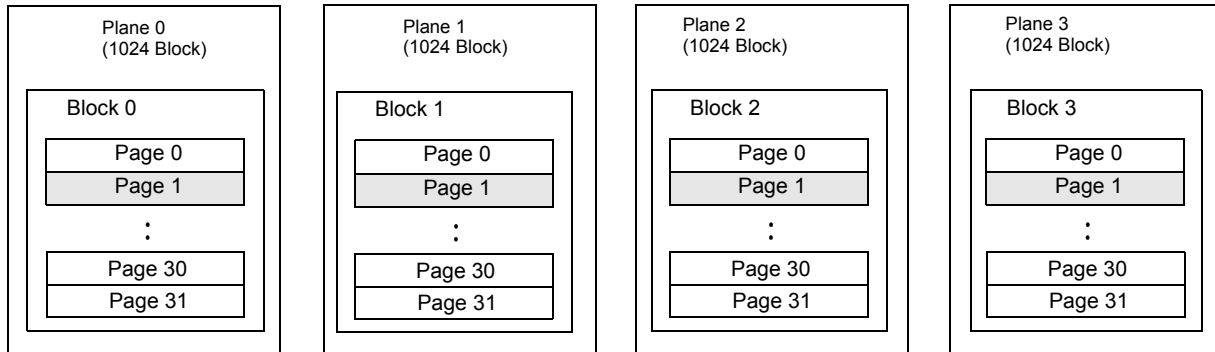 Plane 0
(1024 Block)
Block 0
Page 0
Page 1
:
Page 30
Page 31
Plane 1
(1024 Block)
Block 1
Page 0
Page 1
:
Page 30
Page 31
Plane 2
(1024 Block)
Block 2
Page 0
Page 1
:
Page 30
Page 31
Plane 3
(1024 Block)
Block 3
Page 0
Page 1
:
Page 30
Page 31